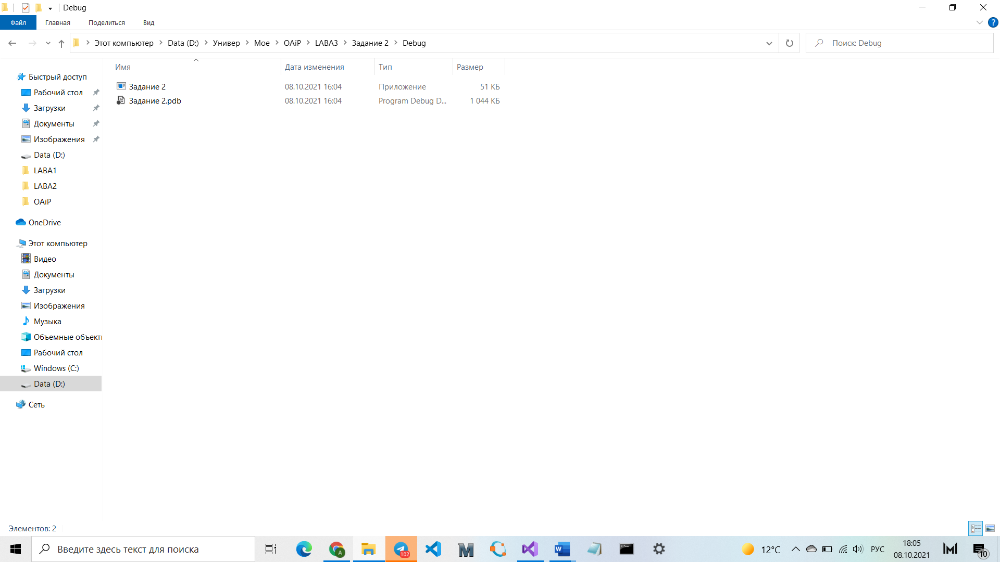 Debug
Файл Главная Поделиться Вид ?
Этот компьютер Data (D:) Универ Мое OAiP LABA3 Задание 2 Debug Поиск: Debug
Имя Дата изменения Тип Размер
Задание 2 08.10.2021 16:04 Приложение 51 КБ
Задание 2.pdb 08.10.2021 16:04 Program Debug D... 1 044 КБ
Быстрый доступ
Рабочий стол
Загрузки
Документы
Изображения
Data (D:)
LABA1
LABA2
OAiP
OneDrive
Этот компьютер
Видео
Документы
Загрузки
Изображения
Музыка
Объемные объект
Рабочий стол
Windows (C:)
Data (D:)
Сеть
Элементов: 2
Введите здесь текст для поиска A 102 W 12°C РУС 18:05 10
08.10.2021